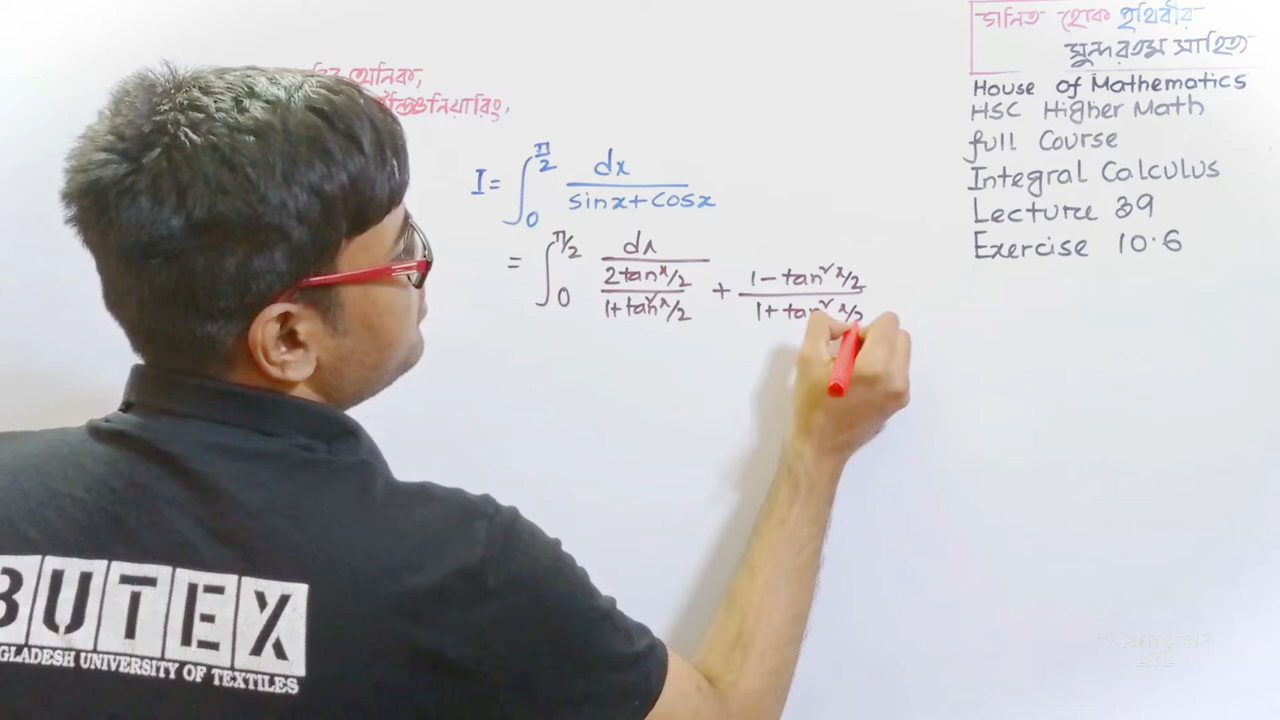 গনিত হোক পৃথিবীর
সুন্দরতম সাহিত্য
House of Mathematics
HSC Higher Math
full Course
Integral Calculus
Lecture 39
Exercise 10.6
I = ∫₀^{π/2} dx / (sinx + cosx)
= ∫₀^{π/2} dx / (2tan x/2 / (1+tan² x/2) + (1 - tan² x/2) / (1 + tan² x/2))
BUTEX
GLADESH UNIVERSITY OF TEXTILES